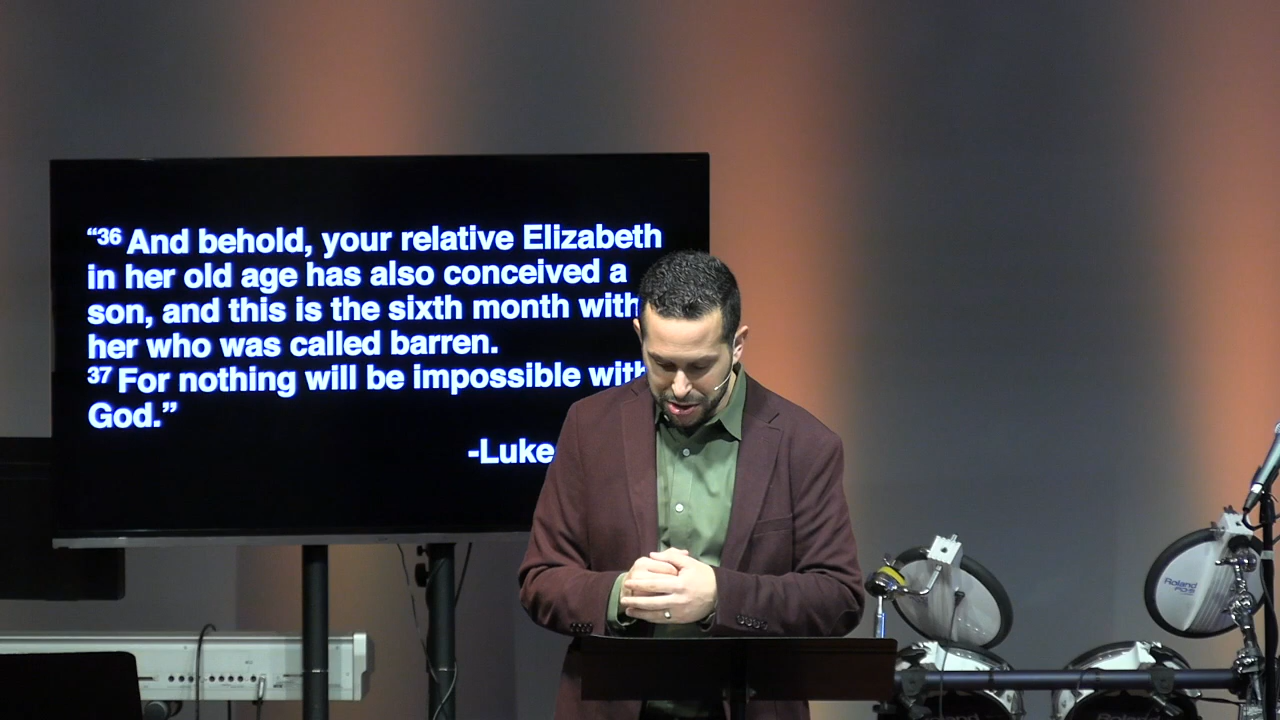 “36 And behold, your relative Elizabeth
in her old age has also conceived a
son, and this is the sixth month with
her who was called barren.
37 For nothing will be impossible with
God.”
-Luke
Roland